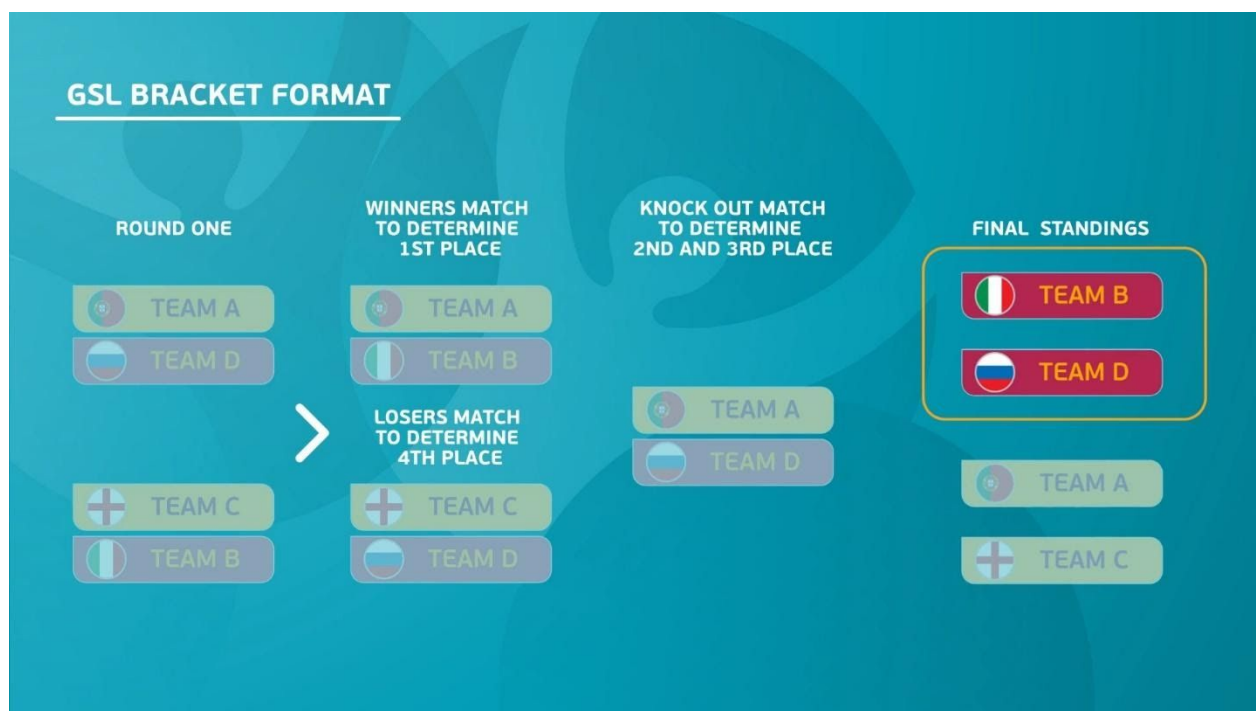 GSL BRACKET FORMAT
ROUND ONE
TEAM A
TEAM D
TEAM C
TEAM B
WINNERS MATCH
TO DETERMINE
1ST PLACE
TEAM A
TEAM B
LOSERS MATCH
TO DETERMINE
4TH PLACE
TEAM C
TEAM D
KNOCK OUT MATCH
TO DETERMINE
2ND AND 3RD PLACE
TEAM A
TEAM D
FINAL STANDINGS
TEAM B
TEAM D
TEAM A
TEAM C